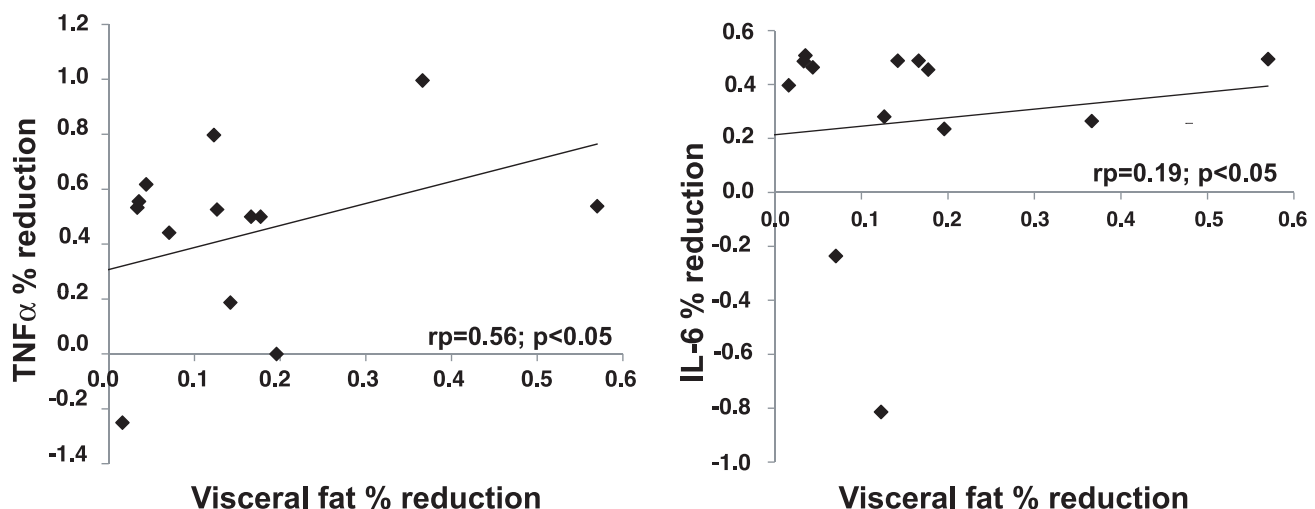 1.2
1.0
0.8
0.6
0.4
0.2
0.0
-0.2
-1.4
TNFα % reduction
rp=0.56; p<0.05
0.0 0.1 0.2 0.3 0.4 0.5 0.6
Visceral fat % reduction
0.6
0.4
0.2
0.0
-0.2
-0.4
-0.6
-0.8
-1.0
IL-6 % reduction
rp=0.19; p<0.05
0.0 0.1 0.2 0.3 0.4 0.5 0.6
Visceral fat % reduction